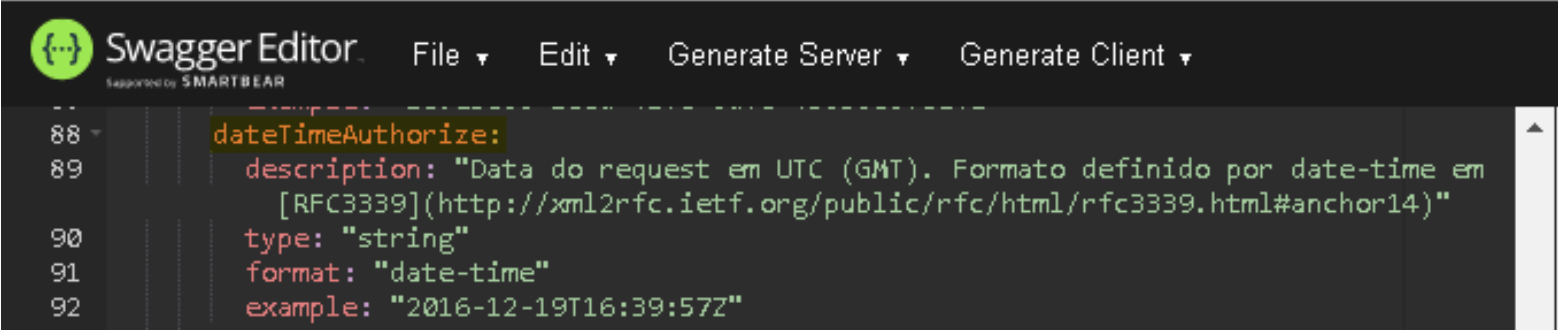 Swagger Editor. File ▾ Edit ▾ Generate Server ▾ Generate Client ▾
Supported by SMARTBEAR
88 dateTimeAuthorize:
89 description: "Data do request em UTC (GMT). Formato definido por date-time em
[RFC3339](http://xml2rfc.ietf.org/public/rfc/html/rfc3339.html#anchor14)"
90 type: "string"
91 format: "date-time"
92 example: "2016-12-19T16:39:57Z"